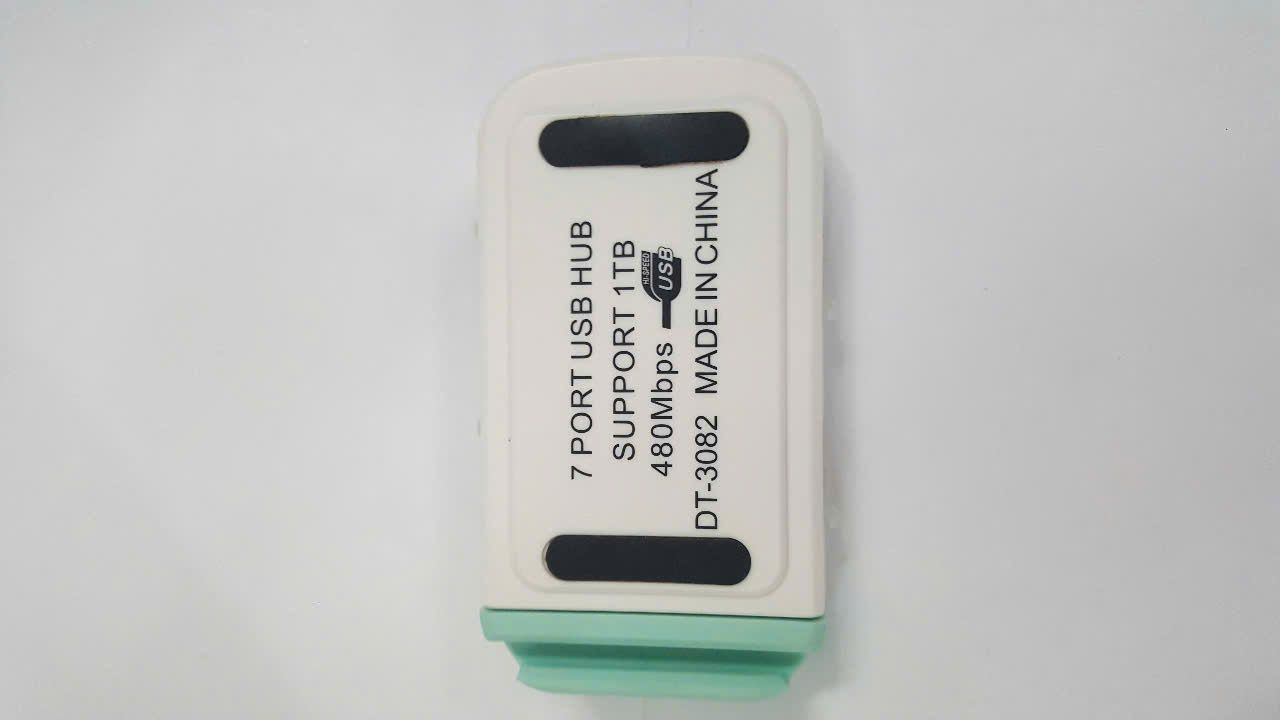 7 PORT USB HUB
SUPPORT 1TB
480Mbps HI-SPEED USB
DT-3082 MADE IN CHINA